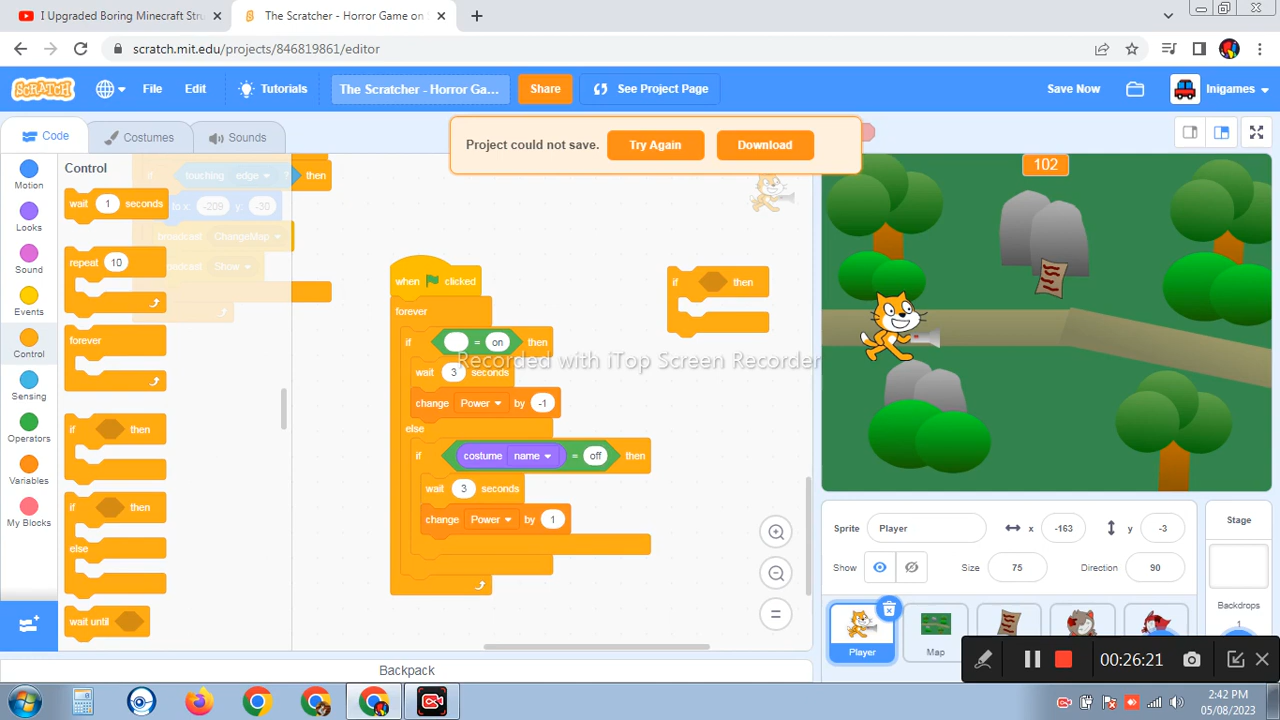 I Upgraded Boring Minecraft Stru
The Scratcher - Horror Game on S
scratch.mit.edu/projects/846819861/editor
SCRATCH File Edit Tutorials The Scratcher - Horror Ga... Share See Project Page Save Now Inigames
Code Costumes Sounds
Project could not save. Try Again Download
Motion
Looks
Sound
Events
Control
Sensing
Operators
Variables
My Blocks
Control
wait 1 seconds
repeat 10
forever
if then
if then
else
wait until
if touching edge ? then
to x: -209 y: -30
broadcast ChangeMap
Show
when clicked
forever
if = on then
wait 3 seconds
change Power by -1
else
if costume name = off then
wait 3 seconds
change Power by 1
if then
Recorded with iTop Screen Recorder
102
Sprite Player x -163 y -3
Show Size 75 Direction 90
Player
Map
Stage
Backdrops
1
Backpack
00:26:21
2:42 PM
05/08/2023